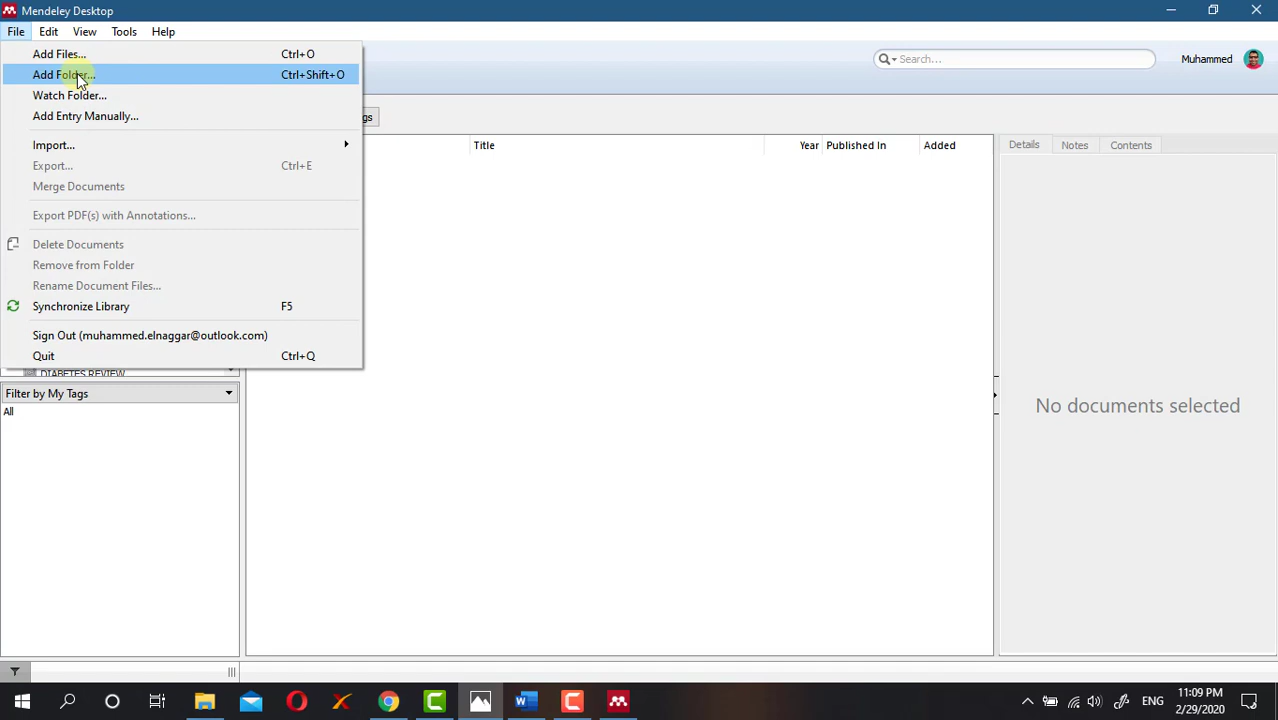 Mendeley Desktop
File Edit View Tools Help
Add Files... Ctrl+O
Add Folder... Ctrl+Shift+O
Watch Folder...
Add Entry Manually...
Import...
Export... Ctrl+E
Merge Documents
Export PDF(s) with Annotations...
Delete Documents
Remove from Folder
Rename Document Files...
Synchronize Library F5
Sign Out (muhammed.elnaggar@outlook.com)
Quit Ctrl+Q
Search... Muhammed
gs
Title Year Published In Added
Details Notes Contents
DIABETES REVIEW
Filter by My Tags
All
No documents selected
ENG
11:09 PM
2/29/2020